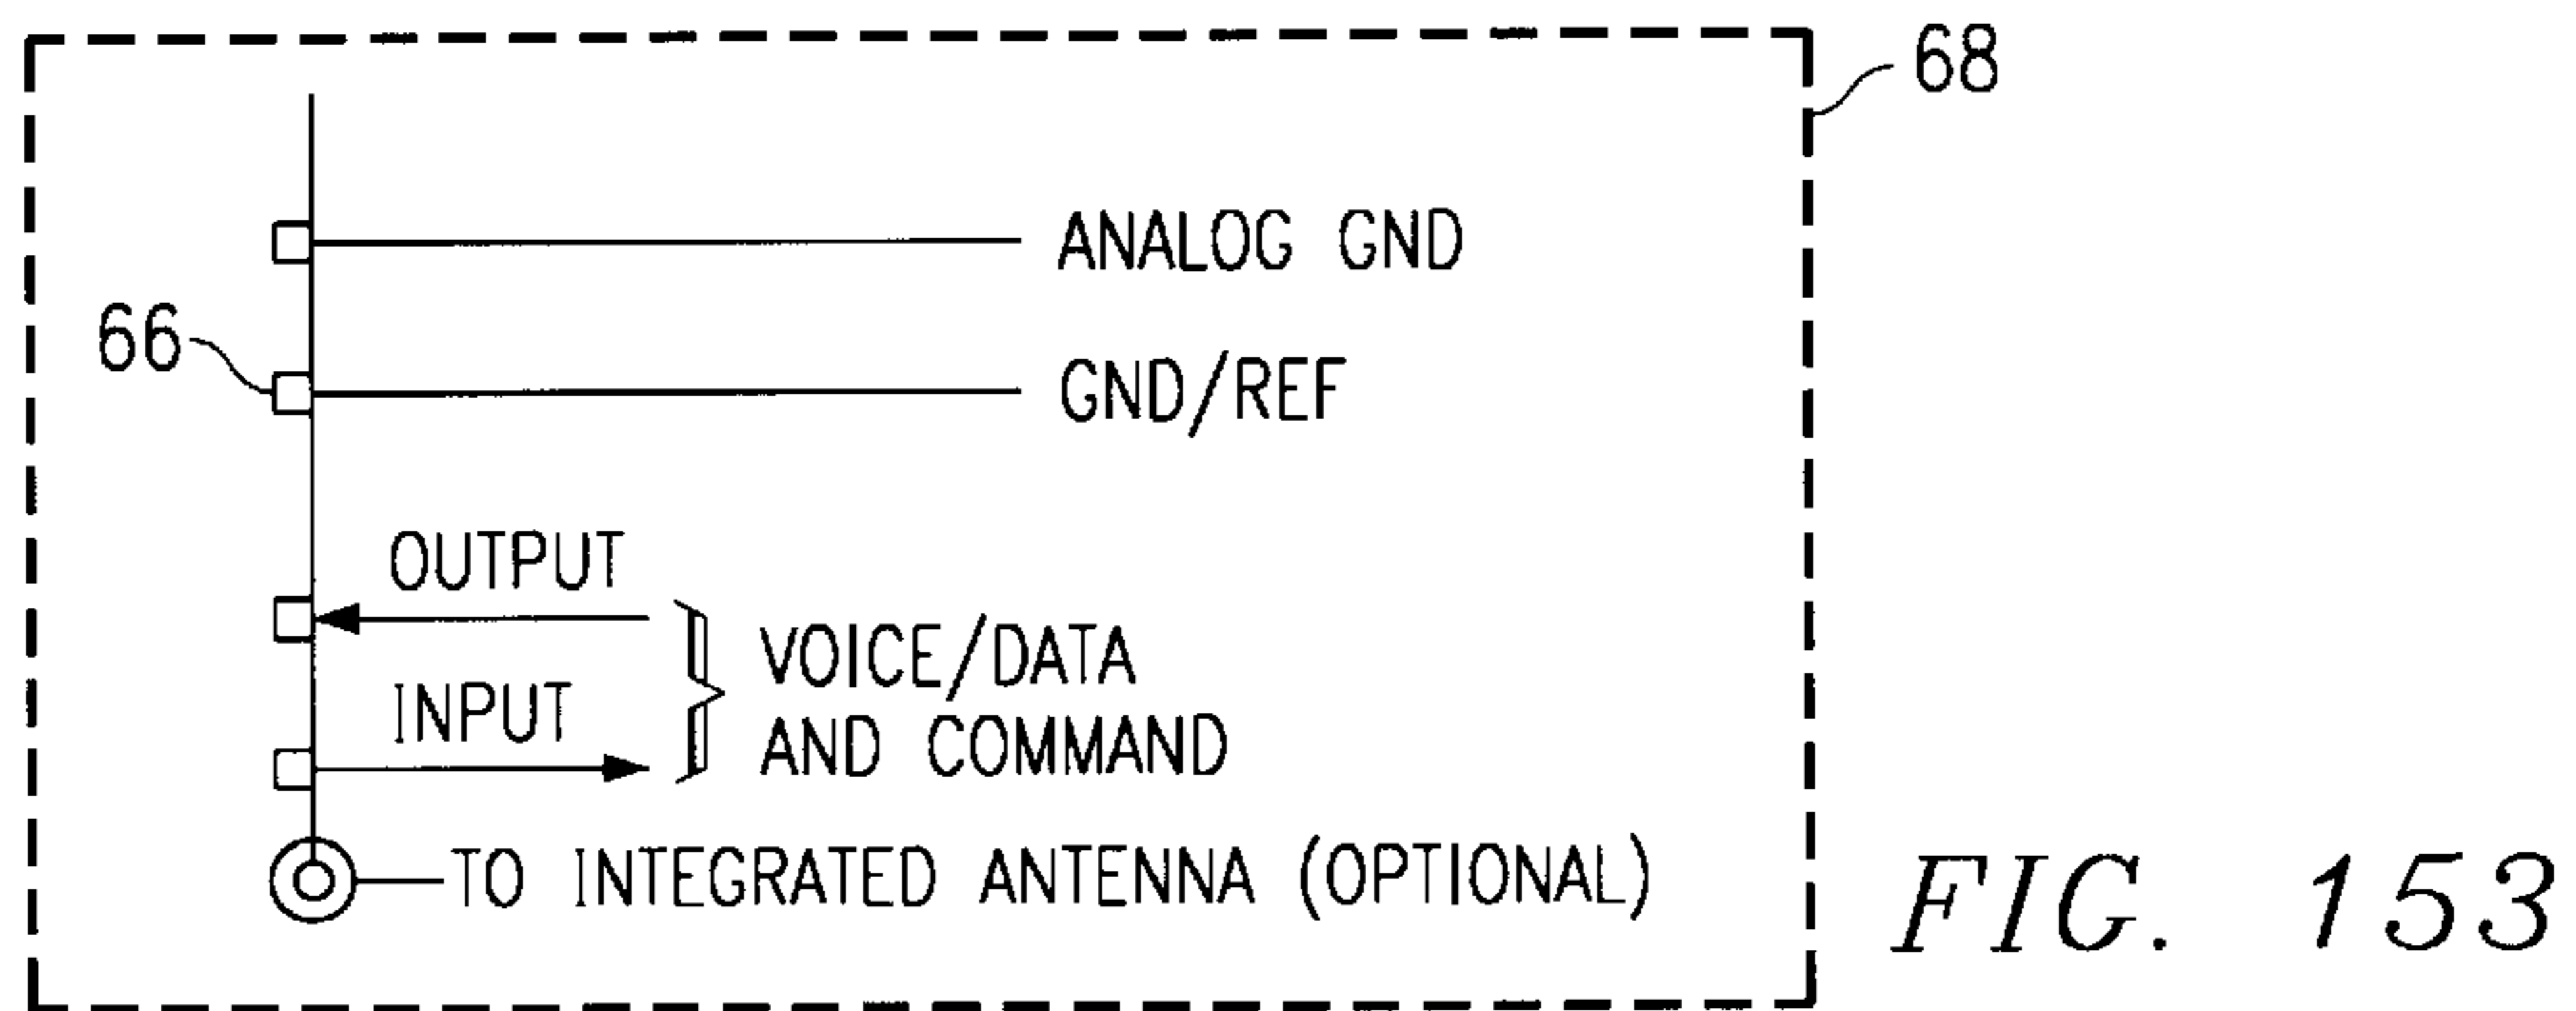 68
ANALOG GND
66
GND/REF
OUTPUT
VOICE/DATA
INPUT
AND COMMAND
TO INTEGRATED ANTENNA (OPTIONAL)
FIG. 153